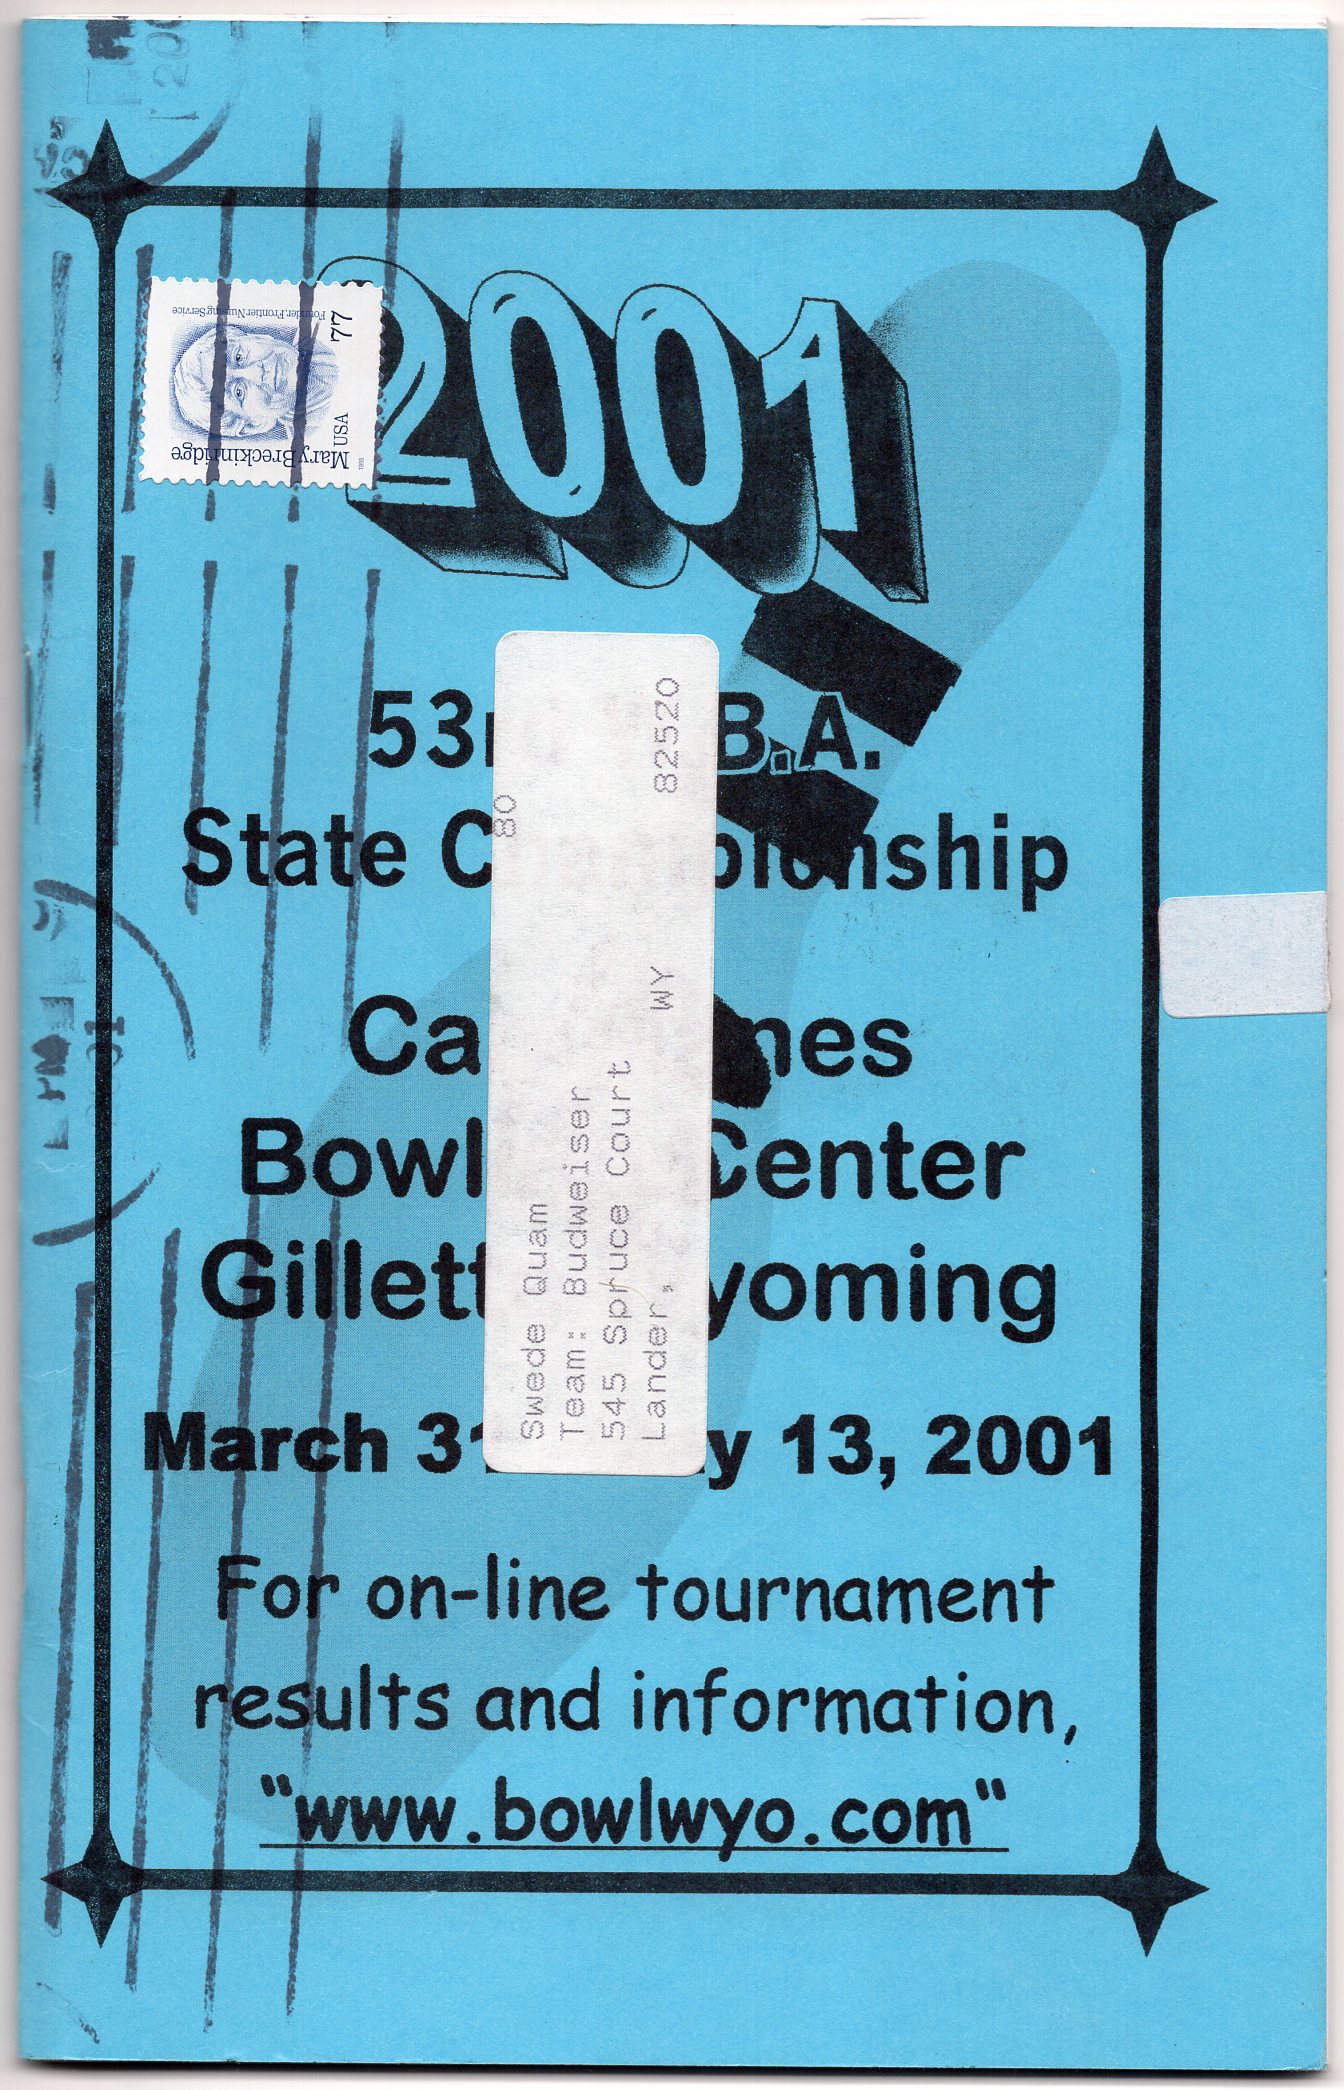 2001
53r B.A.
State C pionship
Ca nes
Bowl Center
Gillett yoming
March 31 y 13, 2001
For on-line tournament
results and information,
"www.bowlwyo.com"
80
Swede Quam
Team: Budweiser
545 Spruce Court
Lander, WY 82520
Mary Breckinridge
USA
77
Founder, Frontier Nursing Service
1998